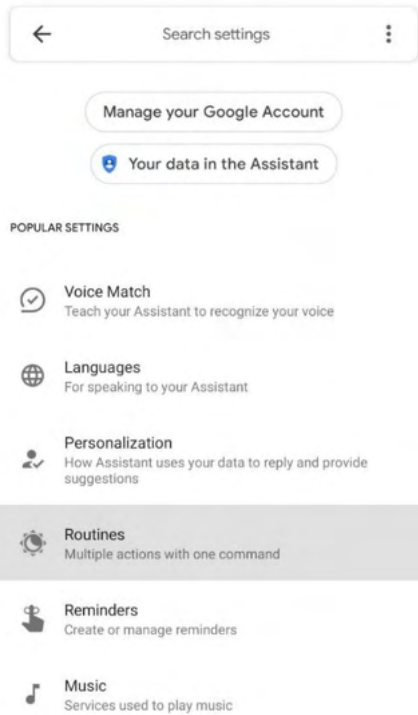 Search settings
Manage your Google Account
Your data in the Assistant
POPULAR SETTINGS
Voice Match
Teach your Assistant to recognize your voice
Languages
For speaking to your Assistant
Personalization
How Assistant uses your data to reply and provide
suggestions
Routines
Multiple actions with one command
Reminders
Create or manage reminders
Music
Services used to play music